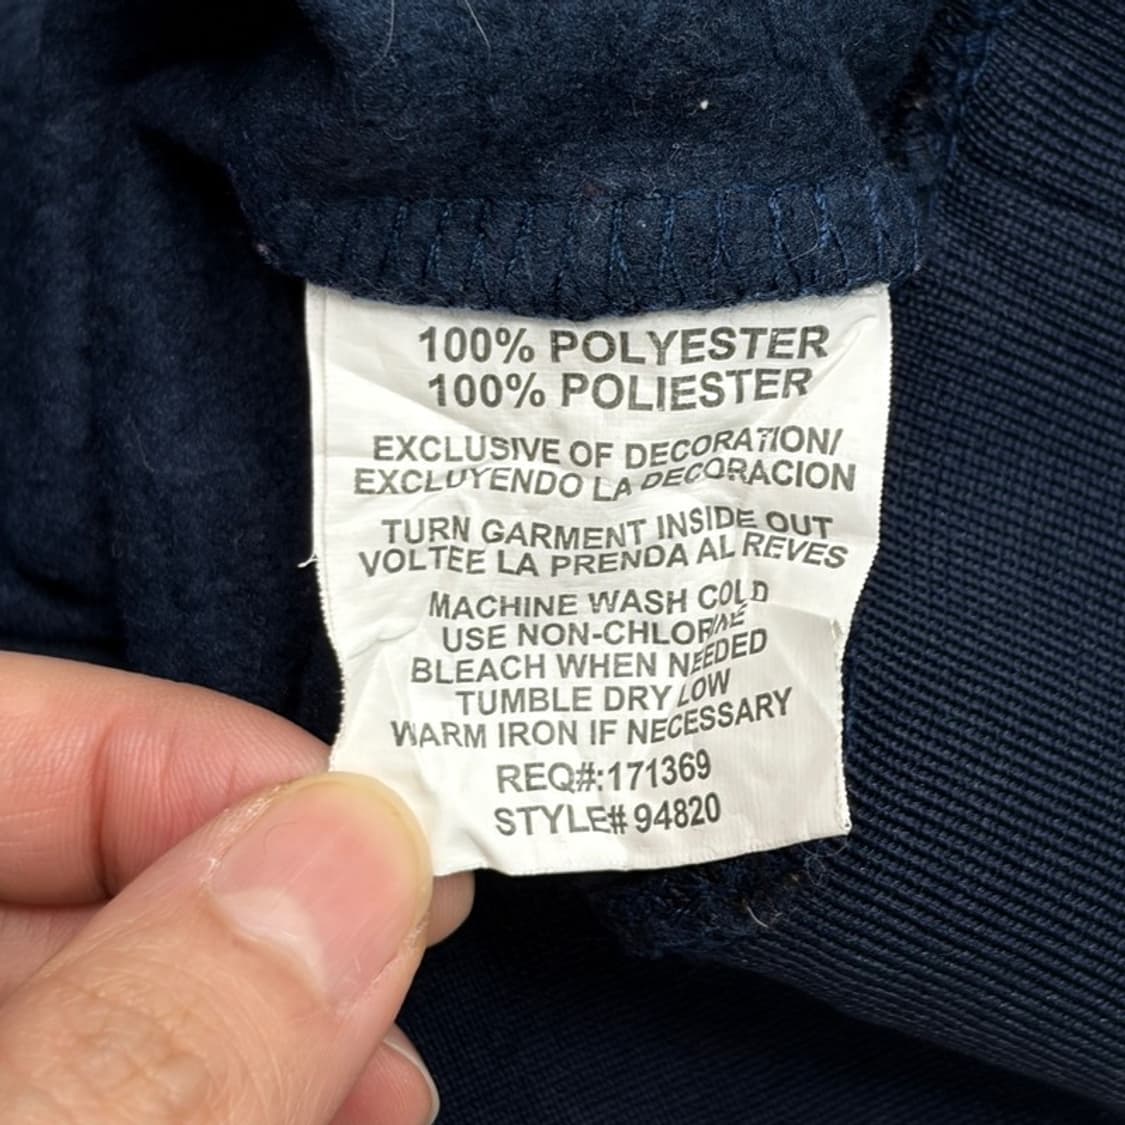 100% POLYESTER
100% POLIESTER
EXCLUSIVE OF DECORATION/
EXCLUYENDO LA DECORACION
TURN GARMENT INSIDE OUT
VOLTEE LA PRENDA AL REVES
MACHINE WASH COLD
USE NON-CHLORINE
BLEACH WHEN NEEDED
TUMBLE DRY LOW
WARM IRON IF NECESSARY
REQ#:171369
STYLE# 94820